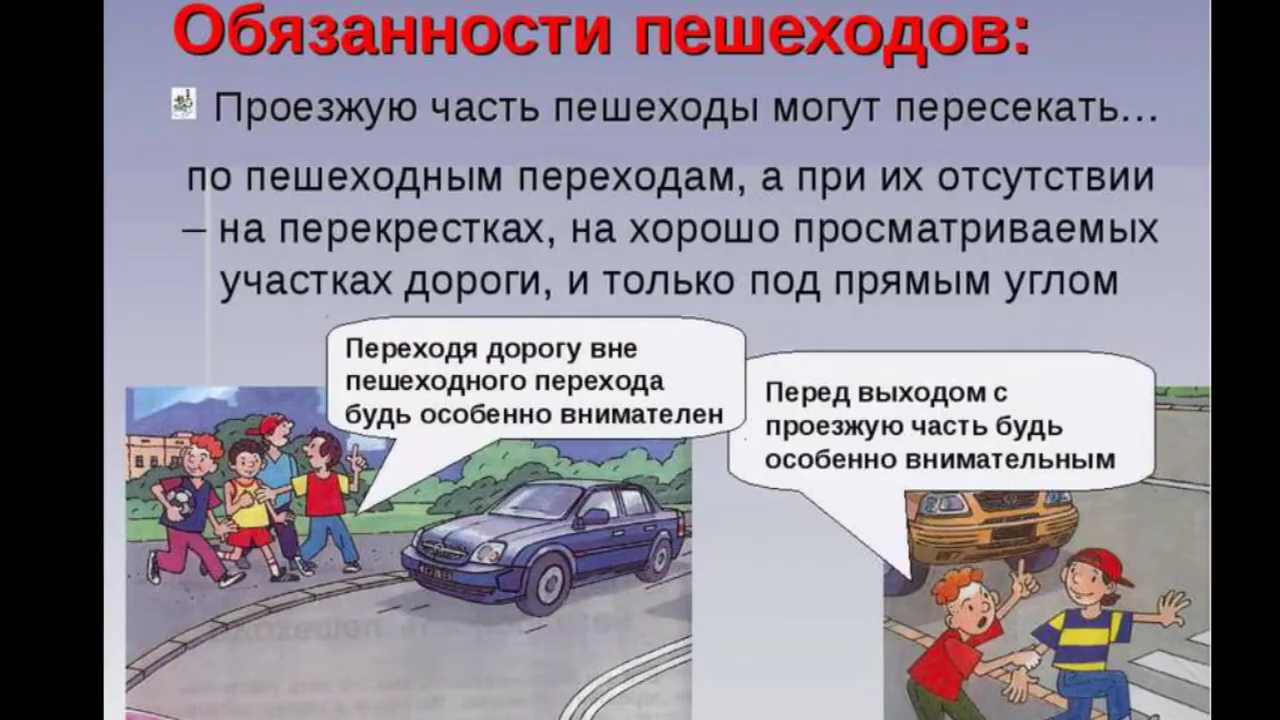 Обязанности пешеходов:
Проезжую часть пешеходы могут пересекать…
по пешеходным переходам, а при их отсутствии
– на перекрестках, на хорошо просматриваемых
участках дороги, и только под прямым углом
Переходя дорогу вне
пешеходного перехода
будь особенно внимателен
Перед выходом с
проезжую часть будь
особенно внимательным